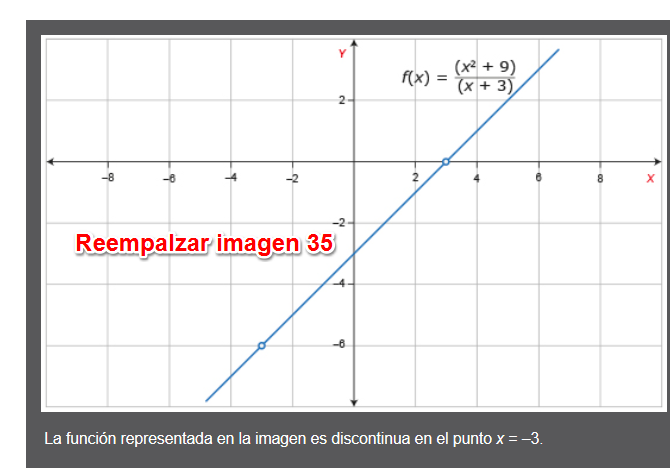 Y
f(x) = (x² + 9)
(x + 3)
2
−8 −6 −4 −2 2 4 6 8 X
−2
Reempalzar imagen 35
−4
−6
La función representada en la imagen es discontinua en el punto x = −3.